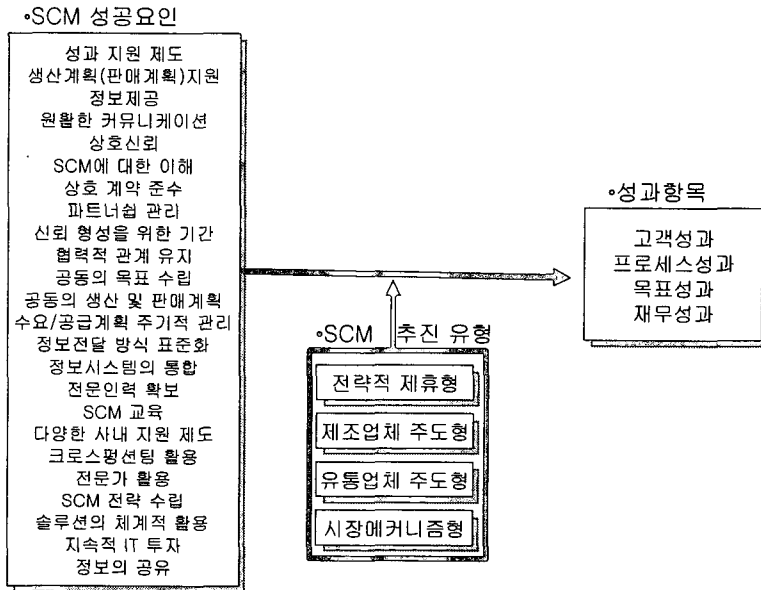 •SCM 성공요인
성과 지원 제도
생산계획(판매계획)지원
정보제공
원활한 커뮤니케이션
상호신뢰
SCM에 대한 이해
상호 계약 준수
파트너쉽 관리
신뢰 형성을 위한 기간
협력적 관계 유지
공동의 목표 수립
공동의 생산 및 판매계획
수요/공급계획 주기적 관리
정보전달 방식 표준화
정보시스템의 통합
전문인력 확보
SCM 교육
다양한 사내 지원 제도
크로스펑션팀 활용
전문가 활용
SCM 전략 수립
솔루션의 체계적 활용
지속적 IT 투자
정보의 공유
•SCM 추진 유형
전략적 제휴형
제조업체 주도형
유통업체 주도형
시장메커니즘형
•성과항목
고객성과
프로세스성과
목표성과
재무성과